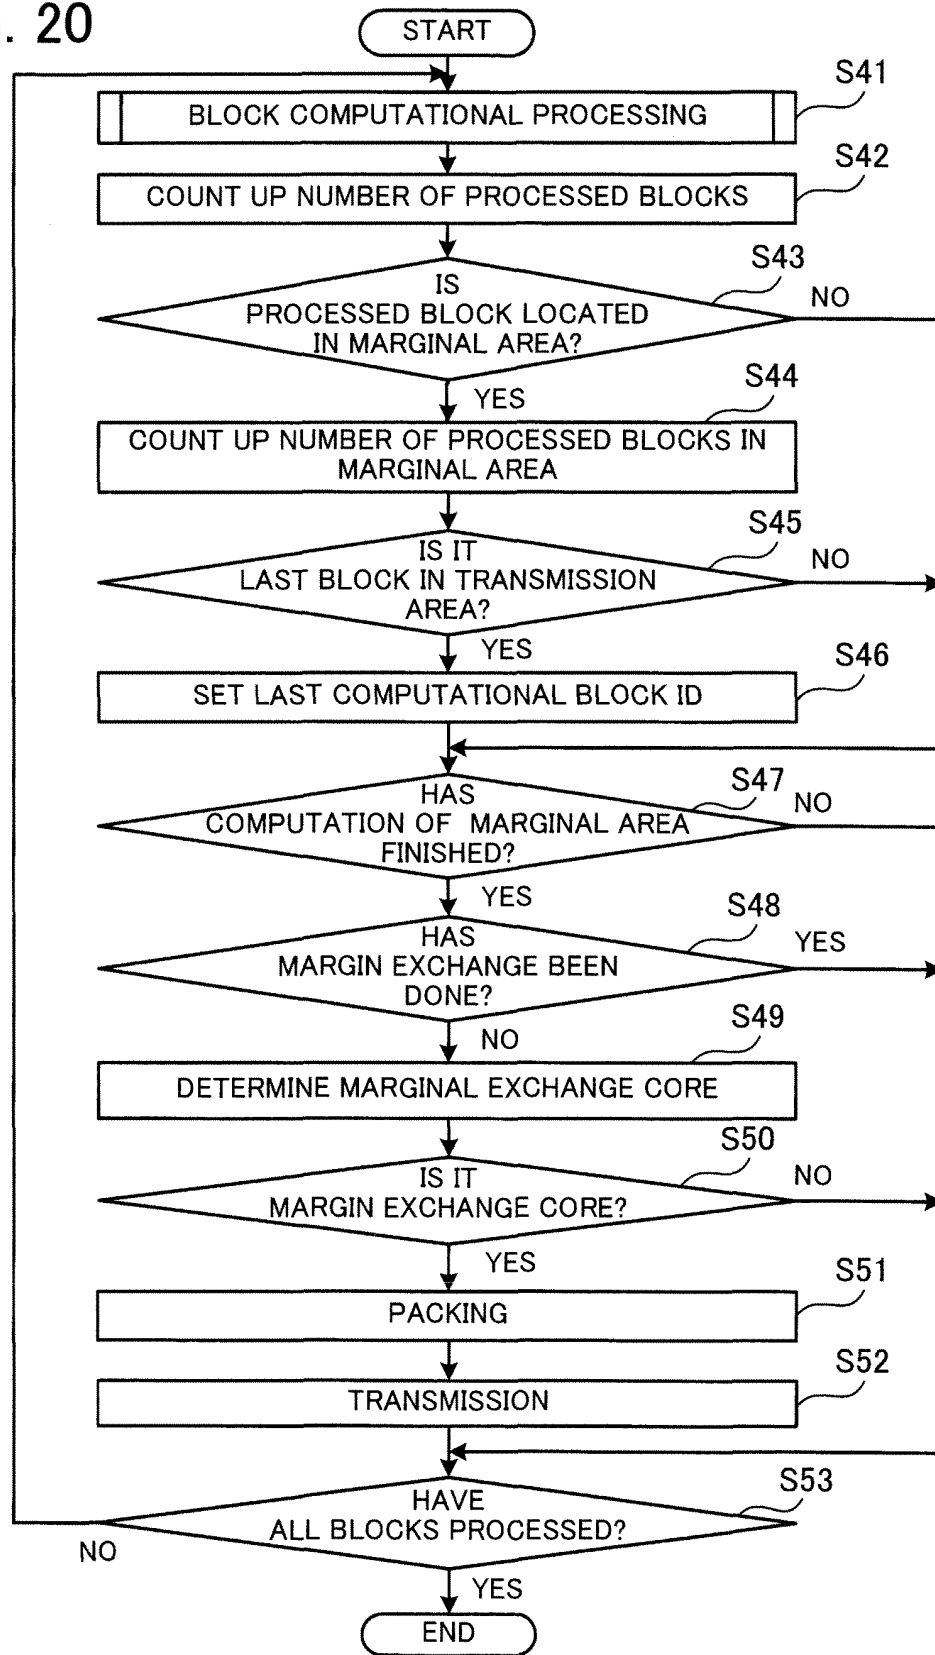 . 20
START
S41
BLOCK COMPUTATIONAL PROCESSING
S42
COUNT UP NUMBER OF PROCESSED BLOCKS
S43
IS
PROCESSED BLOCK LOCATED
IN MARGINAL AREA?
NO
YES
S44
COUNT UP NUMBER OF PROCESSED BLOCKS IN
MARGINAL AREA
S45
IS IT
LAST BLOCK IN TRANSMISSION
AREA?
NO
YES
S46
SET LAST COMPUTATIONAL BLOCK ID
S47
HAS
COMPUTATION OF MARGINAL AREA
FINISHED?
NO
YES
S48
HAS
MARGIN EXCHANGE BEEN
DONE?
YES
NO
S49
DETERMINE MARGINAL EXCHANGE CORE
S50
IS IT
MARGIN EXCHANGE CORE?
NO
YES
S51
PACKING
S52
TRANSMISSION
S53
HAVE
ALL BLOCKS PROCESSED?
NO
YES
END